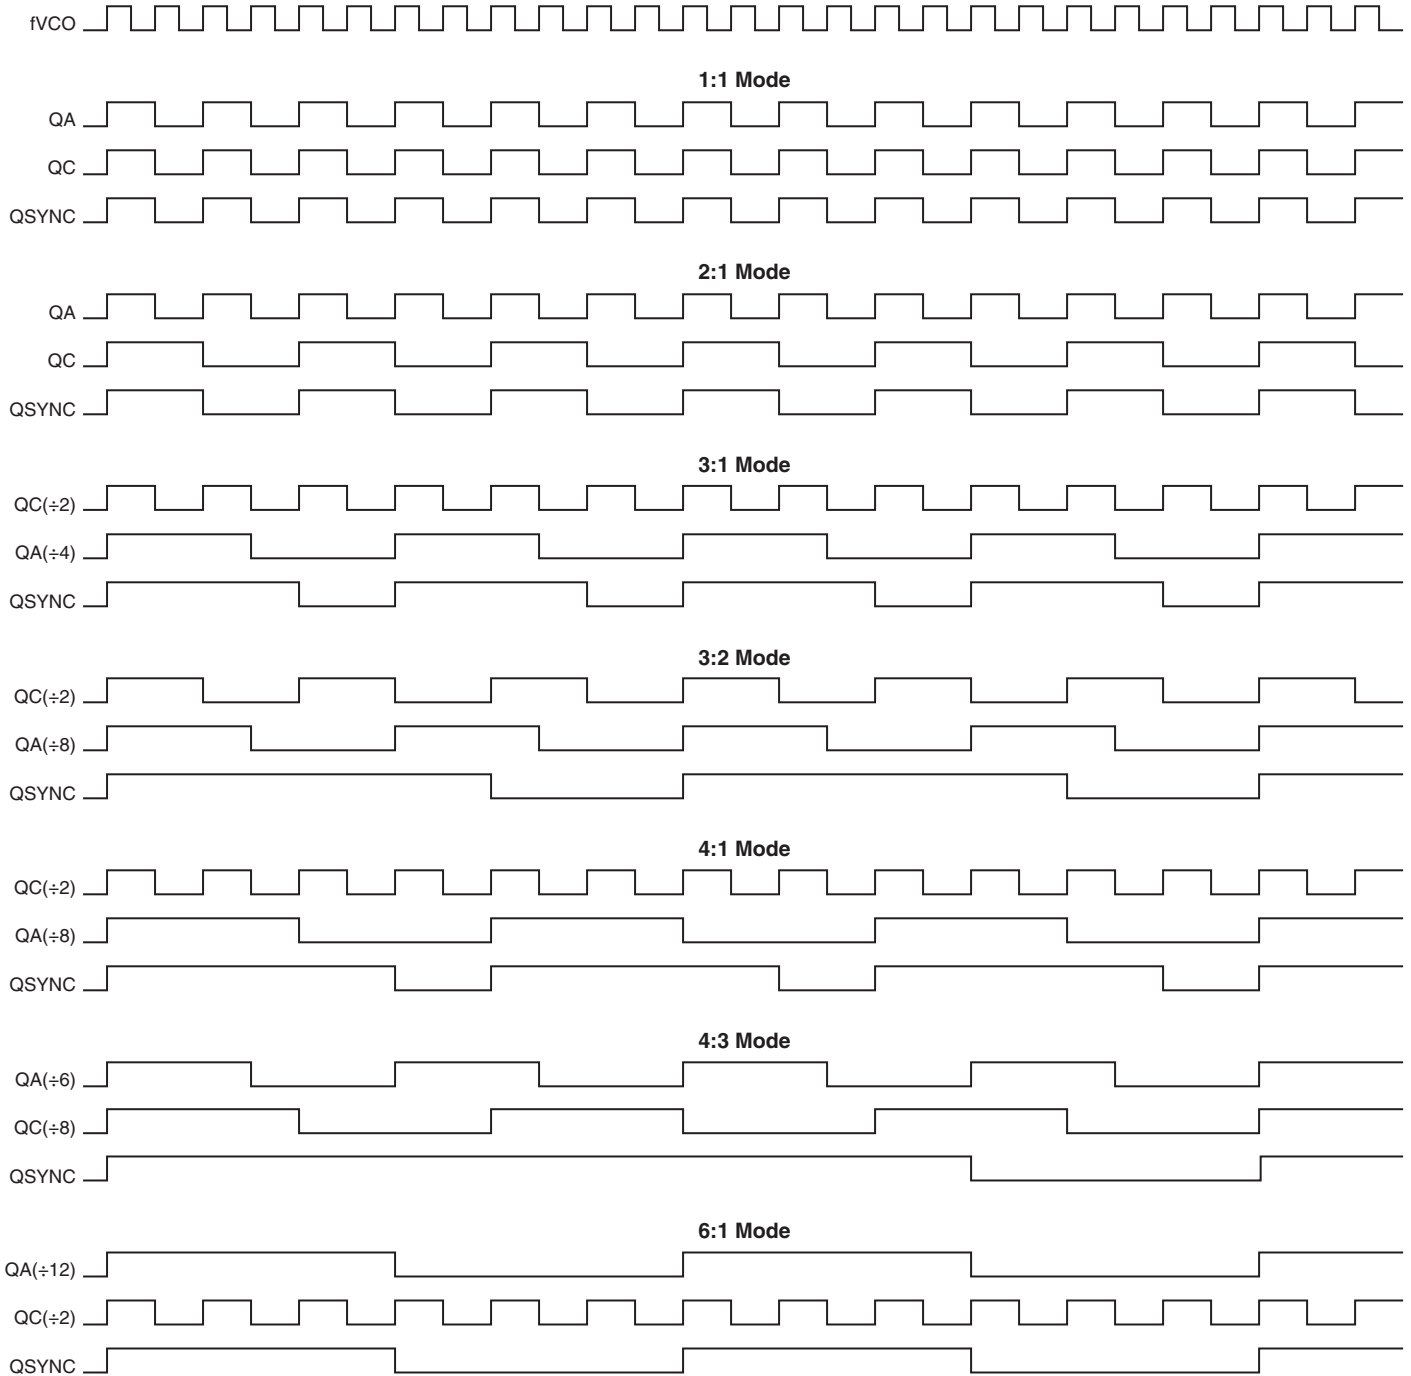 fVCO
1:1 Mode
QA
QC
QSYNC
2:1 Mode
QA
QC
QSYNC
3:1 Mode
QC(÷2)
QA(÷4)
QSYNC
3:2 Mode
QC(÷2)
QA(÷8)
QSYNC
4:1 Mode
QC(÷2)
QA(÷8)
QSYNC
4:3 Mode
QA(÷6)
QC(÷8)
QSYNC
6:1 Mode
QA(÷12)
QC(÷2)
QSYNC